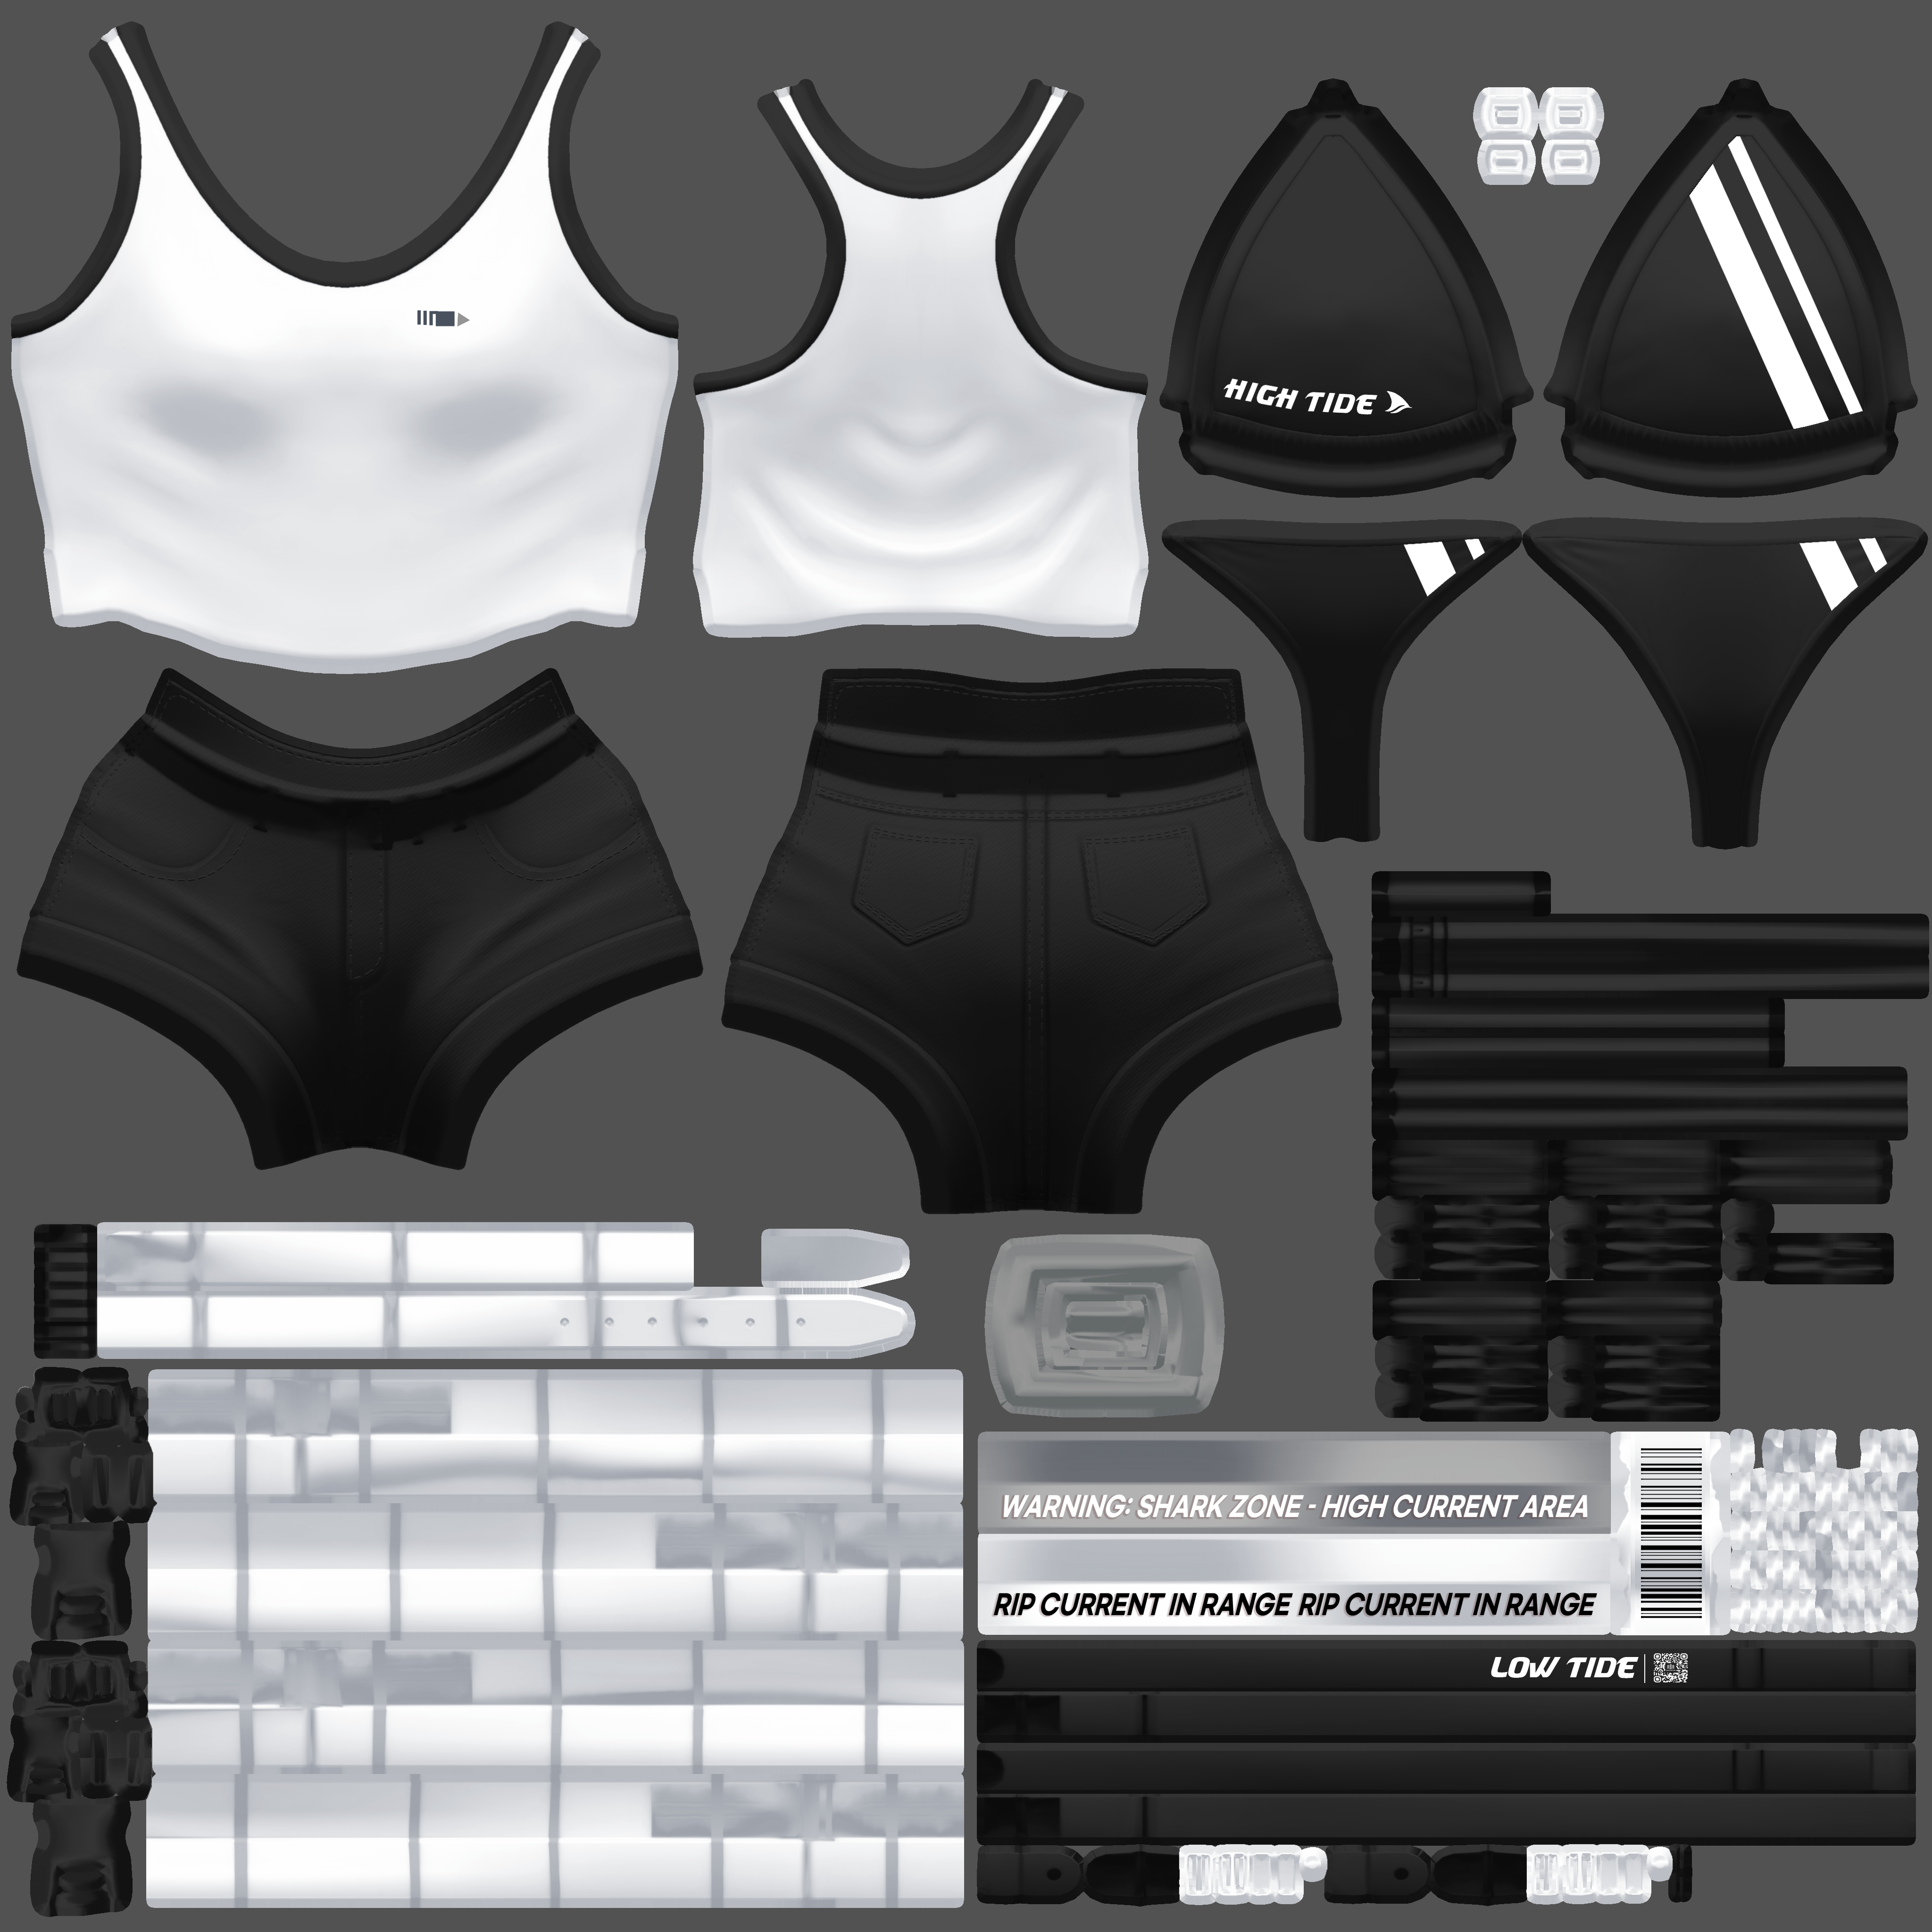 HIGH TIDE
WARNING: SHARK ZONE - HIGH CURRENT AREA
RIP CURRENT IN RANGE RIP CURRENT IN RANGE
LOW TIDE